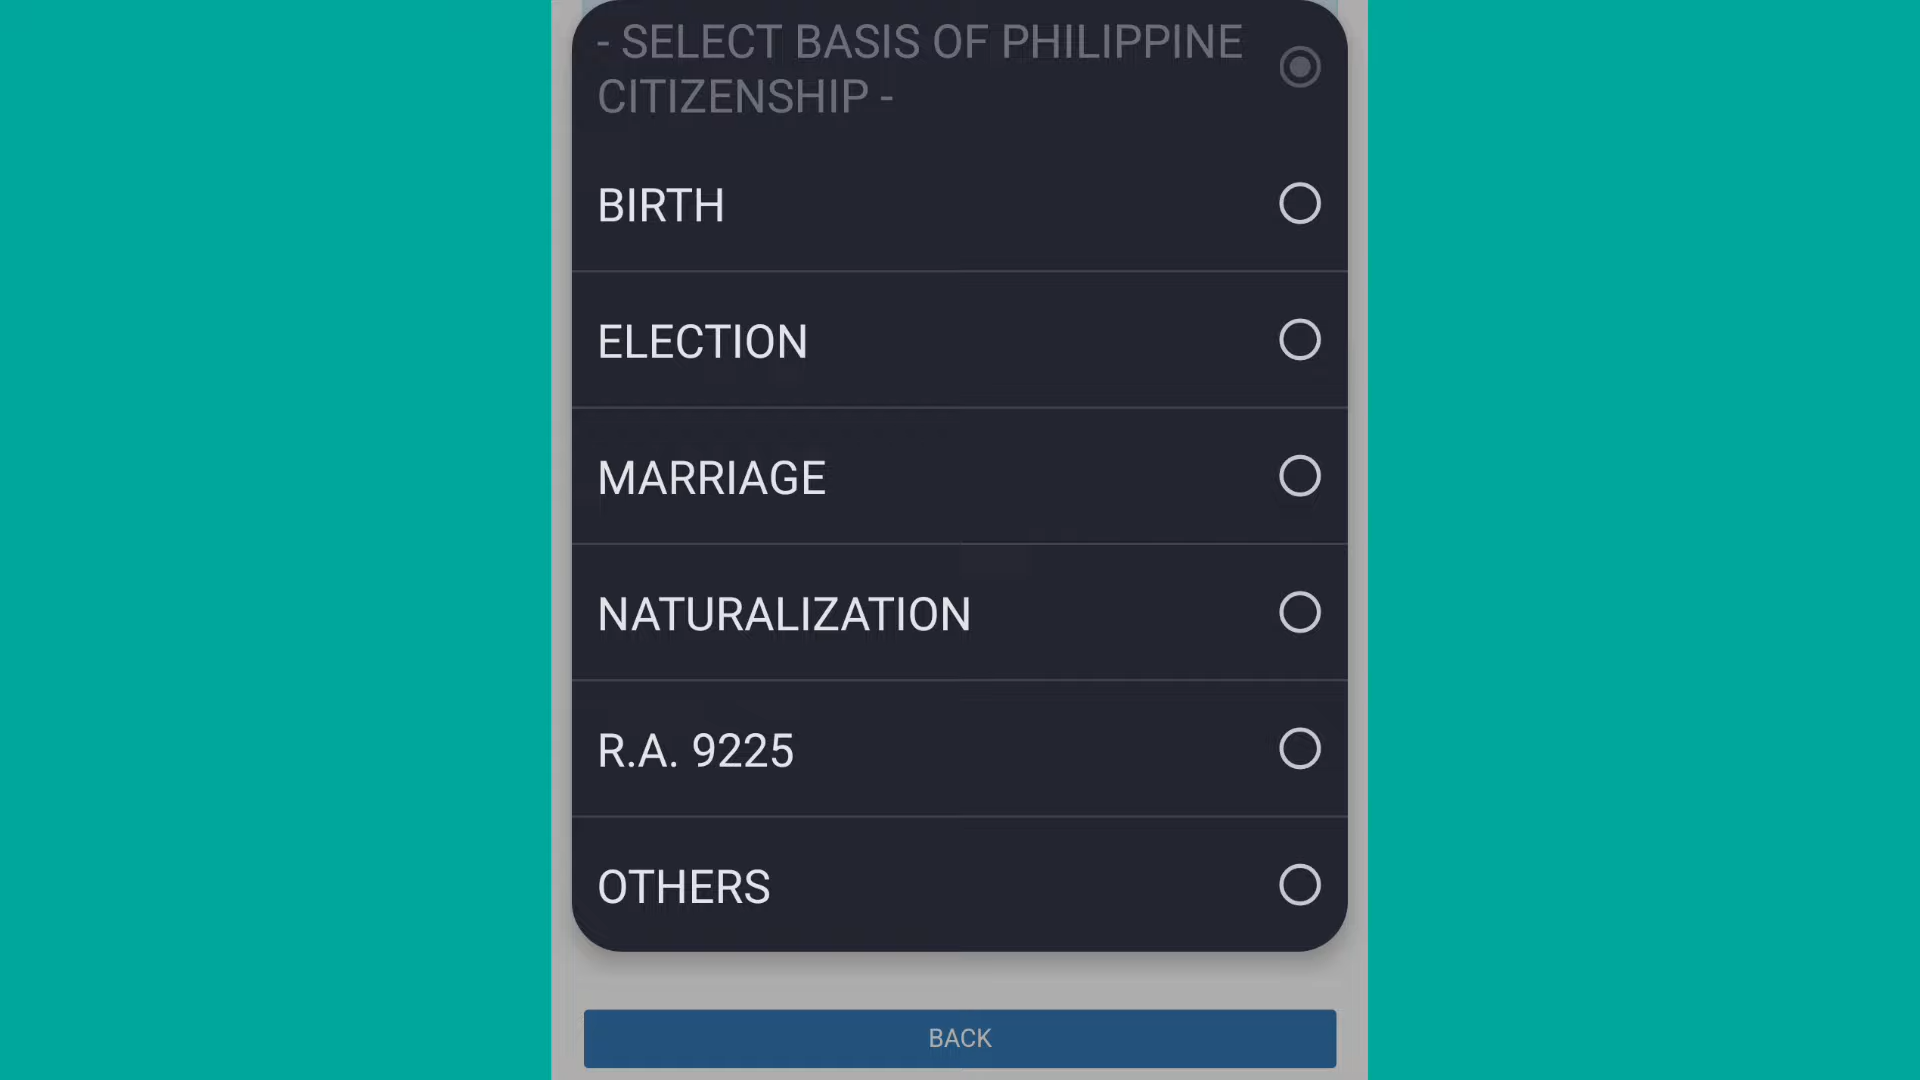 - SELECT BASIS OF PHILIPPINE
CITIZENSHIP -
BIRTH
ELECTION
MARRIAGE
NATURALIZATION
R.A. 9225
OTHERS
BACK